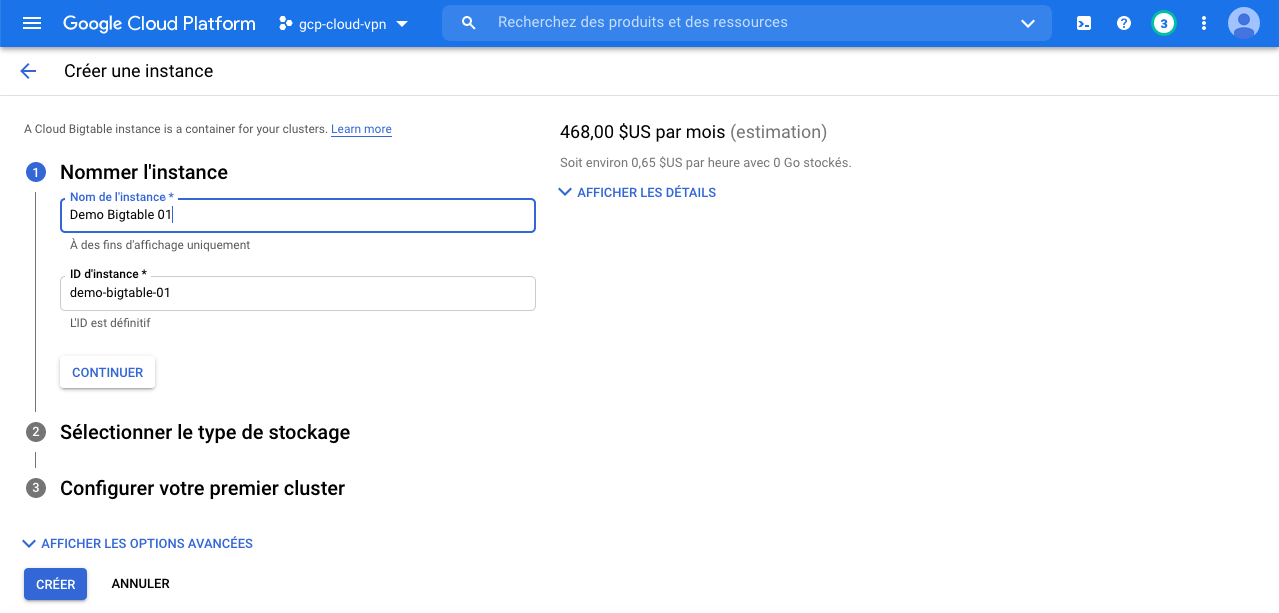 Google Cloud Platform
gcp-cloud-vpn
Recherchez des produits et des ressources
3
Créer une instance
A Cloud Bigtable instance is a container for your clusters. Learn more
1 Nommer l'instance
Nom de l'instance *
Demo Bigtable 01
À des fins d'affichage uniquement
ID d'instance *
demo-bigtable-01
L'ID est définitif
CONTINUER
2 Sélectionner le type de stockage
3 Configurer votre premier cluster
AFFICHER LES OPTIONS AVANCÉES
CRÉER
ANNULER
468,00 $US par mois (estimation)
Soit environ 0,65 $US par heure avec 0 Go stockés.
AFFICHER LES DÉTAILS